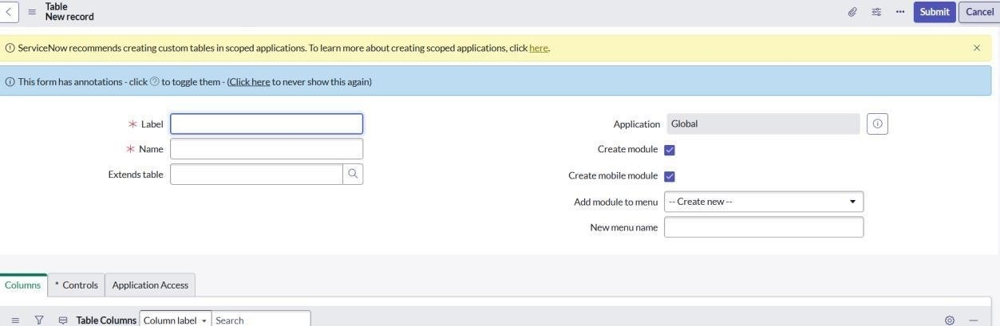 Table
New record
Submit
Cancel
ServiceNow recommends creating custom tables in scoped applications. To learn more about creating scoped applications, click here.
This form has annotations - click ? to toggle them - (Click here to never show this again)
* Label
* Name
Extends table
Application Global
Create module
Create mobile module
Add module to menu -- Create new --
New menu name
Columns * Controls Application Access
Table Columns Column label Search